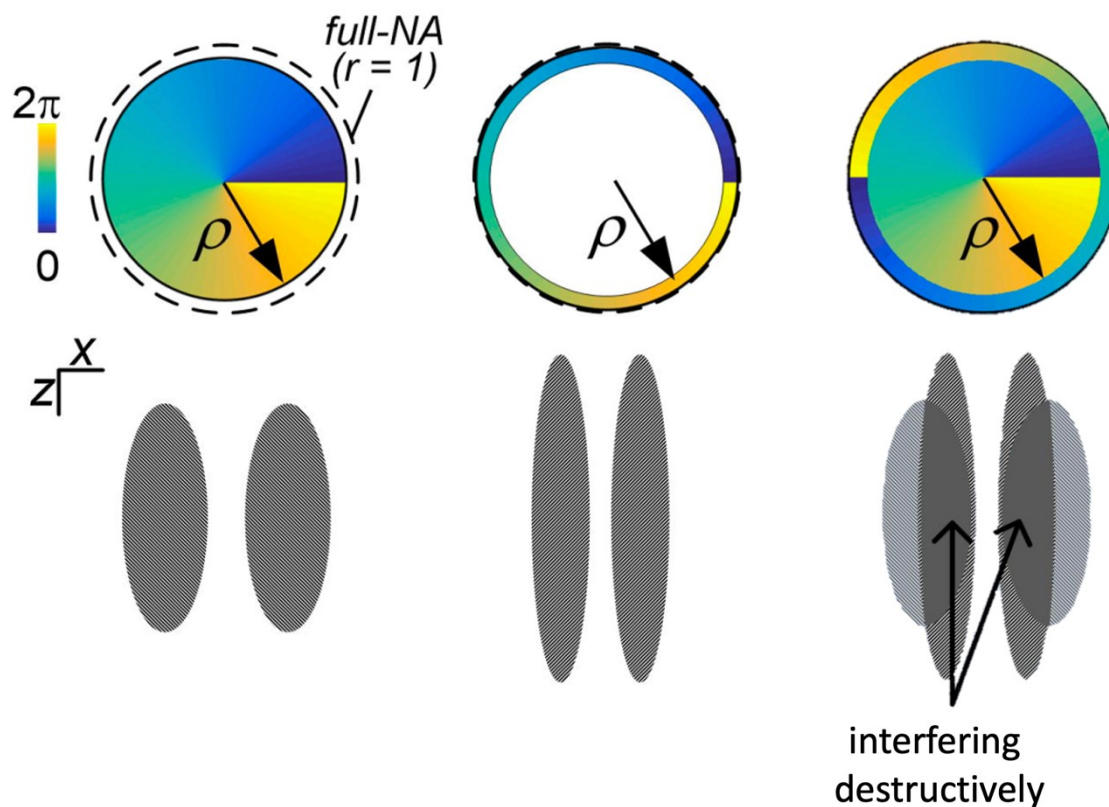 full-NA
(r = 1)
2π
0
ρ
ρ
ρ
x
z
interfering
destructively